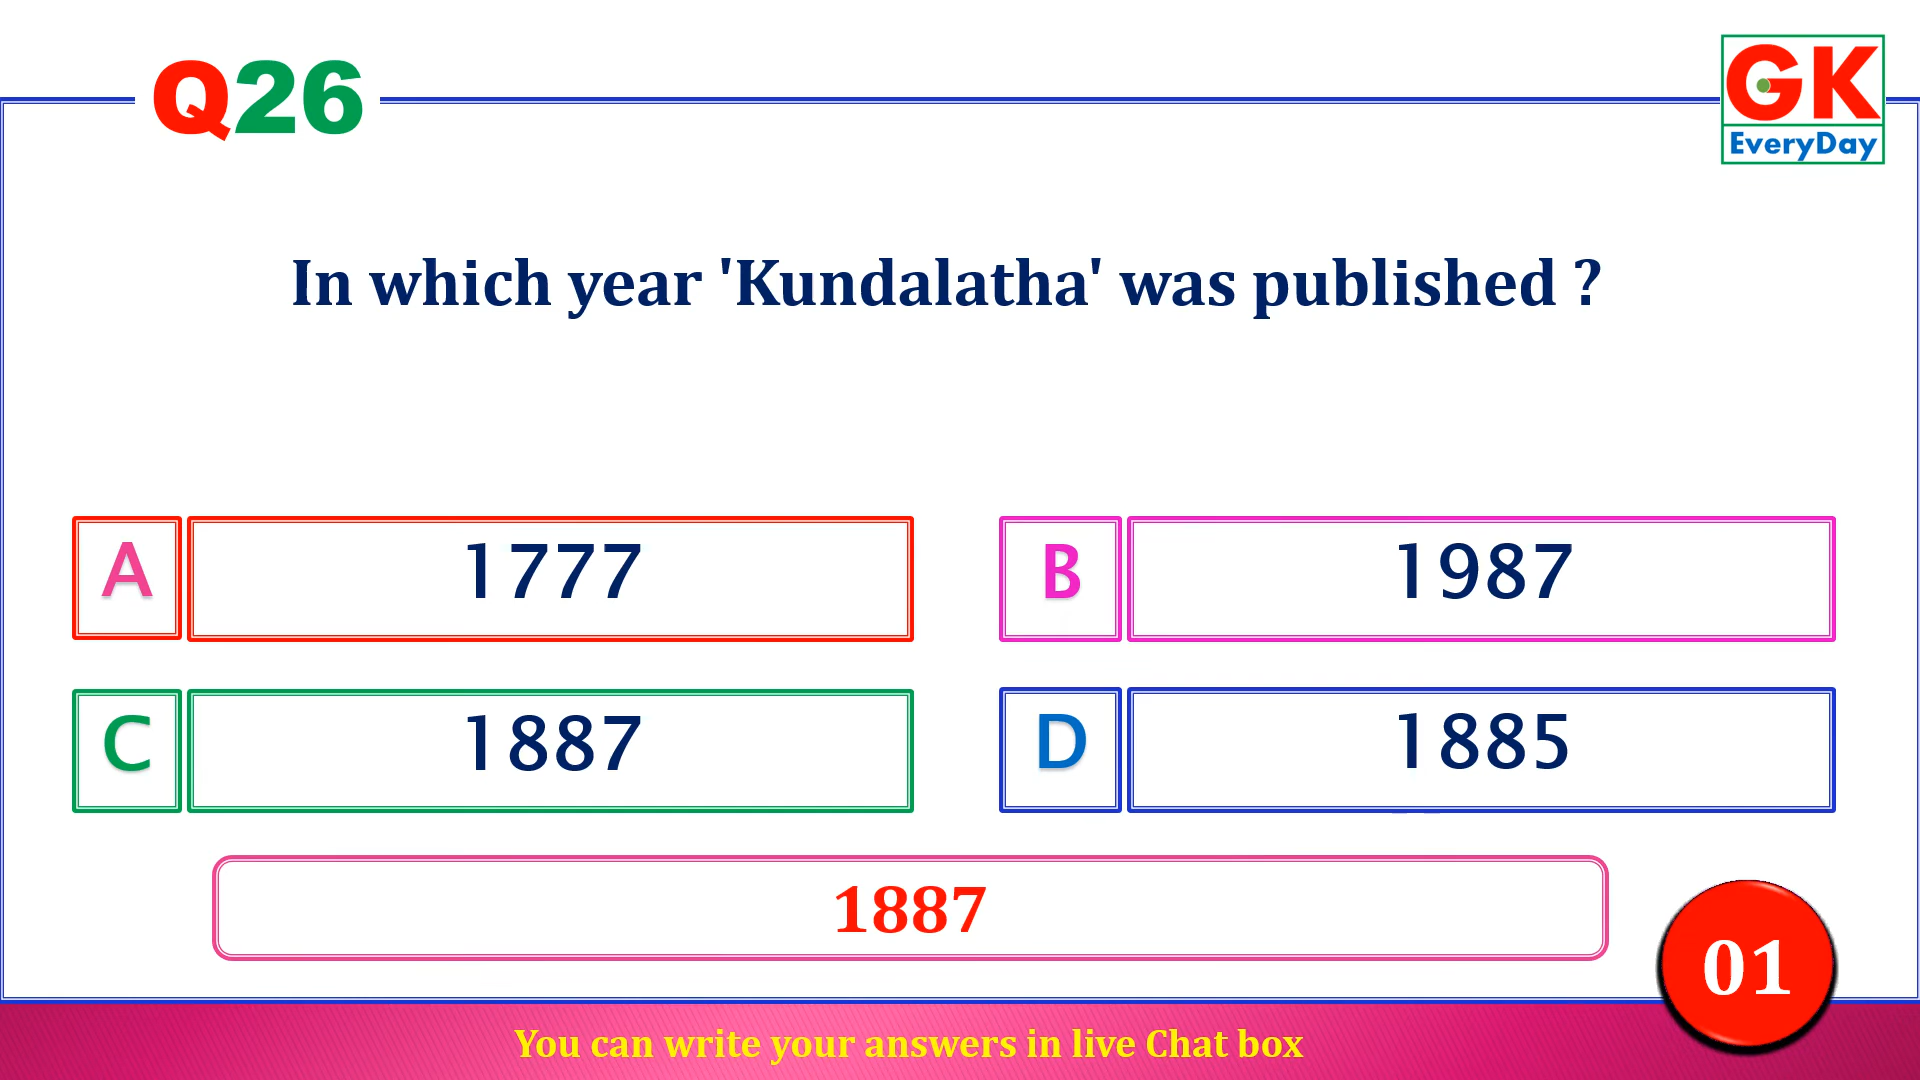 Q26
GK
EveryDay
In which year 'Kundalatha' was published ?
A 1777
B 1987
C 1887
D 1885
1887
01
You can write your answers in live Chat box